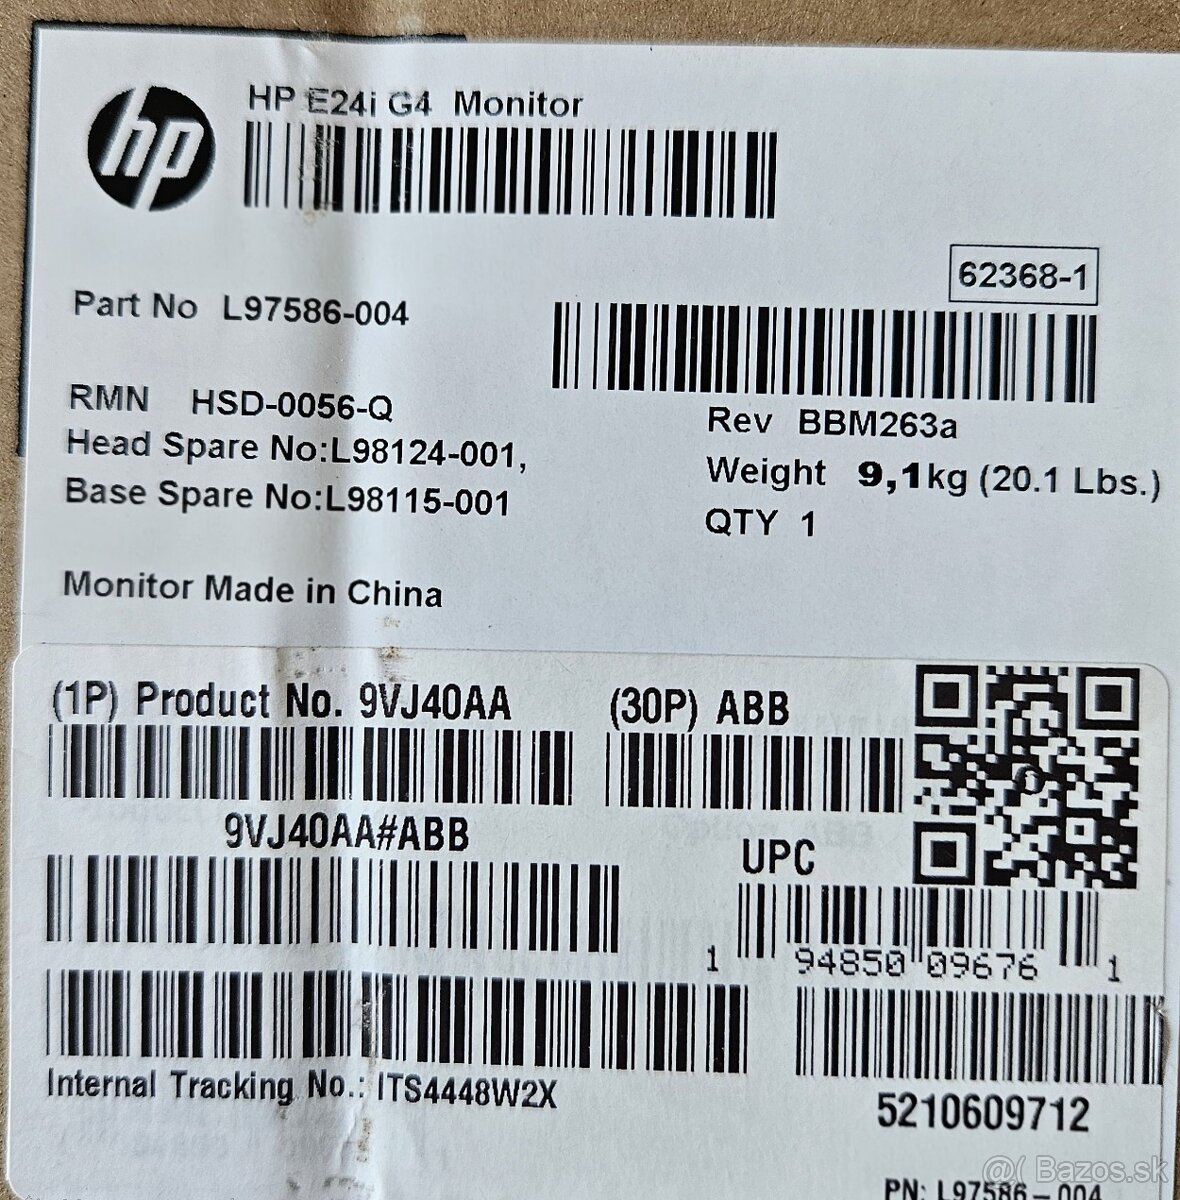 hp
HP E24i G4 Monitor
62368-1
Part No L97586-004
RMN HSD-0056-Q
Head Spare No:L98124-001,
Base Spare No:L98115-001
Rev BBM263a
Weight 9,1kg (20.1 Lbs.)
QTY 1
Monitor Made in China
(1P) Product No. 9VJ40AA
(30P) ABB
9VJ40AA#ABB
UPC
1 94850 09676 1
Internal Tracking No.: ITS4448W2X
5210609712
PN: L97586-004
@( Bazos.sk